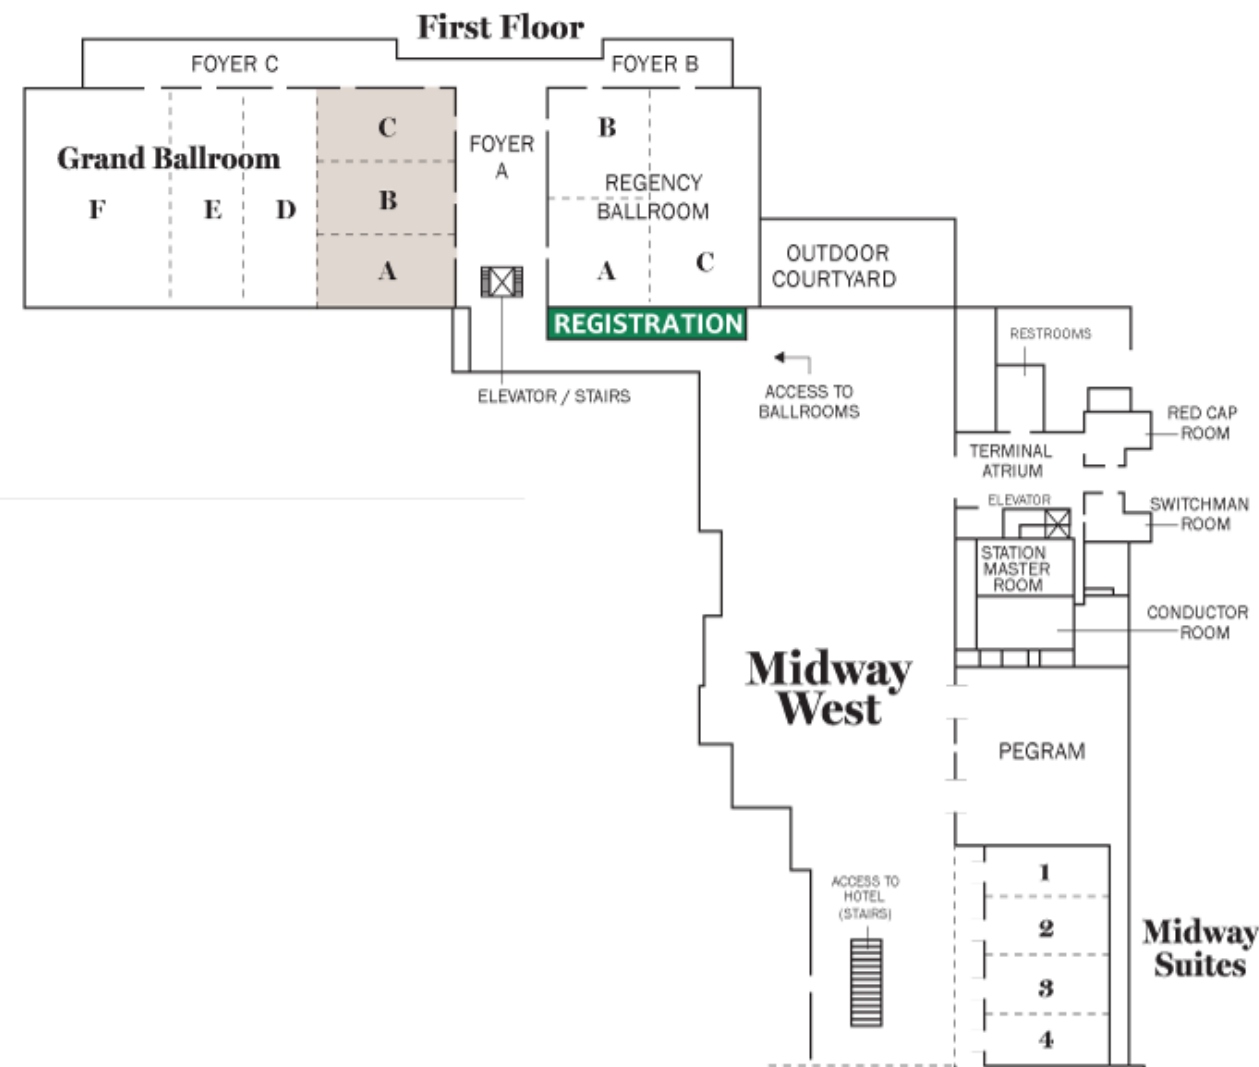 First Floor
FOYER C
FOYER B
Grand Ballroom
F
E
D
C
B
A
FOYER
A
B
REGENCY
BALLROOM
A
C
OUTDOOR
COURTYARD
REGISTRATION
ELEVATOR / STAIRS
ACCESS TO
BALLROOMS
RESTROOMS
RED CAP
ROOM
TERMINAL
ATRIUM
ELEVATOR
SWITCHMAN
ROOM
STATION
MASTER
ROOM
CONDUCTOR
ROOM
Midway
West
PEGRAM
ACCESS TO
HOTEL
(STAIRS)
1
2
3
4
Midway
Suites